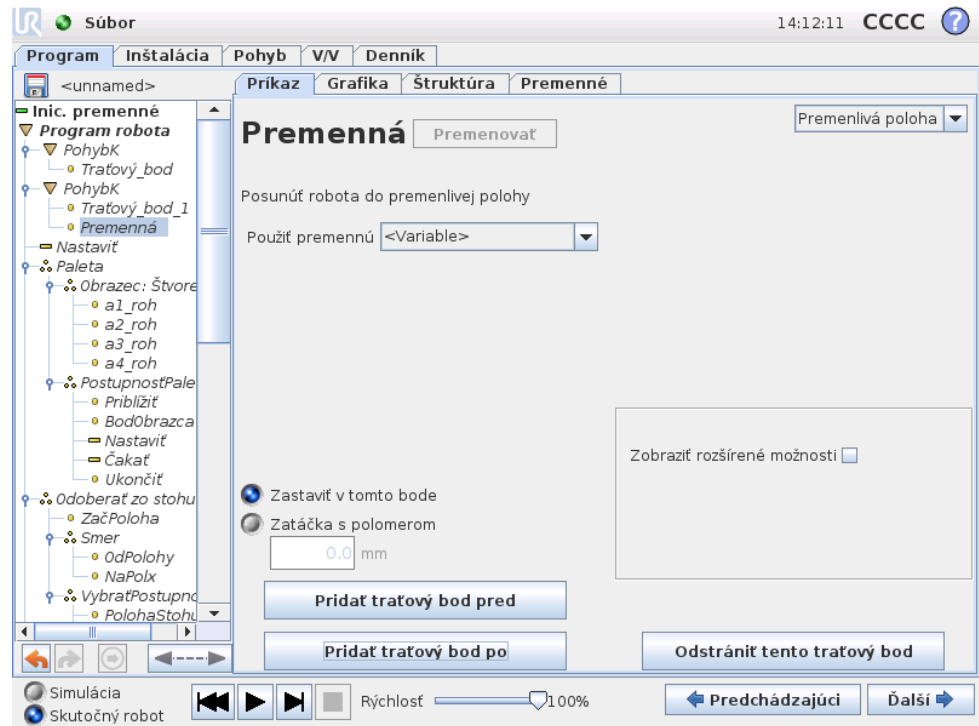 Súbor
14:12:11 CCCC ?
Program Inštalácia Pohyb V/V Denník
<unnamed>
Príkaz Grafika Štruktúra Premenné
Inic. premenné
Program robota
PohybK
Traťový_bod
PohybK
Traťový_bod_1
Premenná
Nastaviť
Paleta
Obrazec: Štvore
a1_roh
a2_roh
a3_roh
a4_roh
PostupnosťPale
Priblížiť
BodObrazca
Nastaviť
Čakať
Ukončiť
Odoberať zo stohu
ZačPoloha
Smer
OdPolohy
NaPolx
VybraťPostupno
PolohaStohu
Premenná
Premenovať
Premenlivá poloha
Posunúť robota do premenlivej polohy
Použiť premennú <Variable>
Zobraziť rozšírené možnosti
Zastaviť v tomto bode
Zatáčka s polomerom
0.0 mm
Pridať traťový bod pred
Pridať traťový bod po
Odstrániť tento traťový bod
Simulácia
Skutočný robot
Rýchlosť 100%
Predchádzajúci
Ďalší